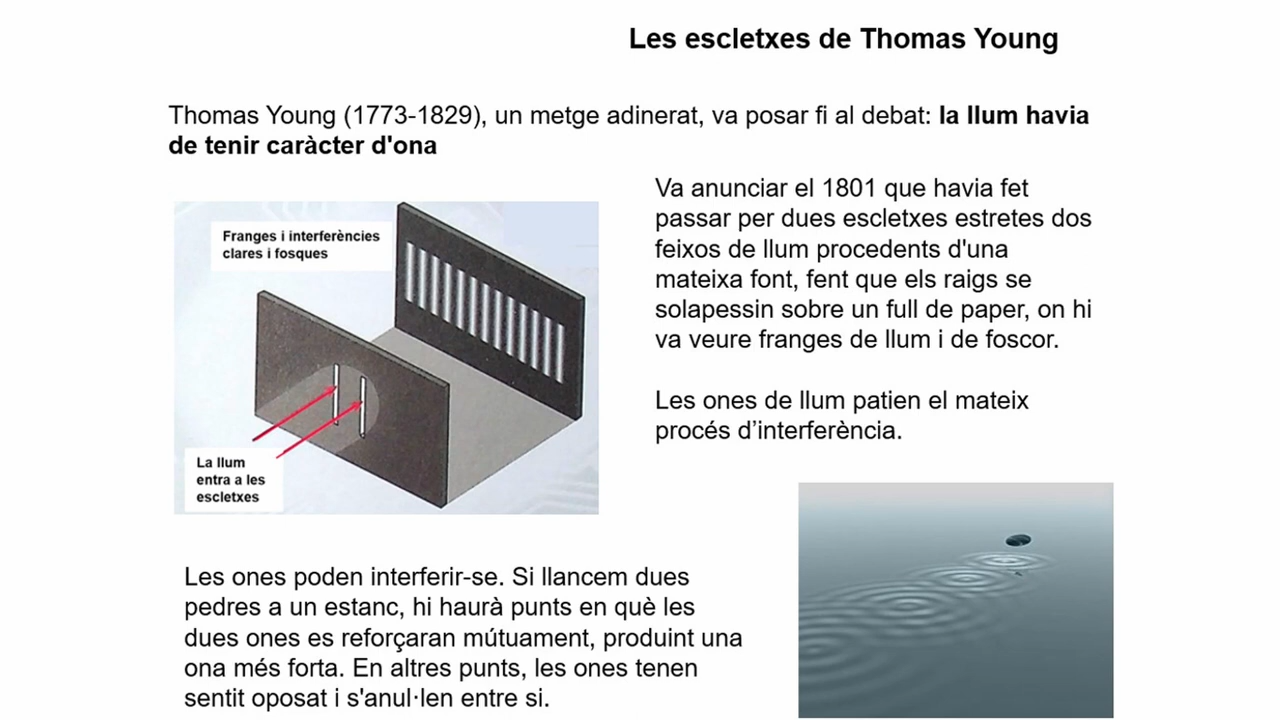 Les escletxes de Thomas Young
Thomas Young (1773-1829), un metge adinerat, va posar fi al debat: la llum havia
de tenir caràcter d'ona
Va anunciar el 1801 que havia fet
passar per dues escletxes estretes dos
feixos de llum procedents d'una
mateixa font, fent que els raigs se
solapessin sobre un full de paper, on hi
va veure franges de llum i de foscor.
Les ones de llum patien el mateix
procés d’interferència.
Franges i interferències
clares i fosques
La llum
entra a les
escletxes
Les ones poden interferir-se. Si llancem dues
pedres a un estanc, hi haurà punts en què les
dues ones es reforçaran mútuament, produint una
ona més forta. En altres punts, les ones tenen
sentit oposat i s'anul·len entre si.